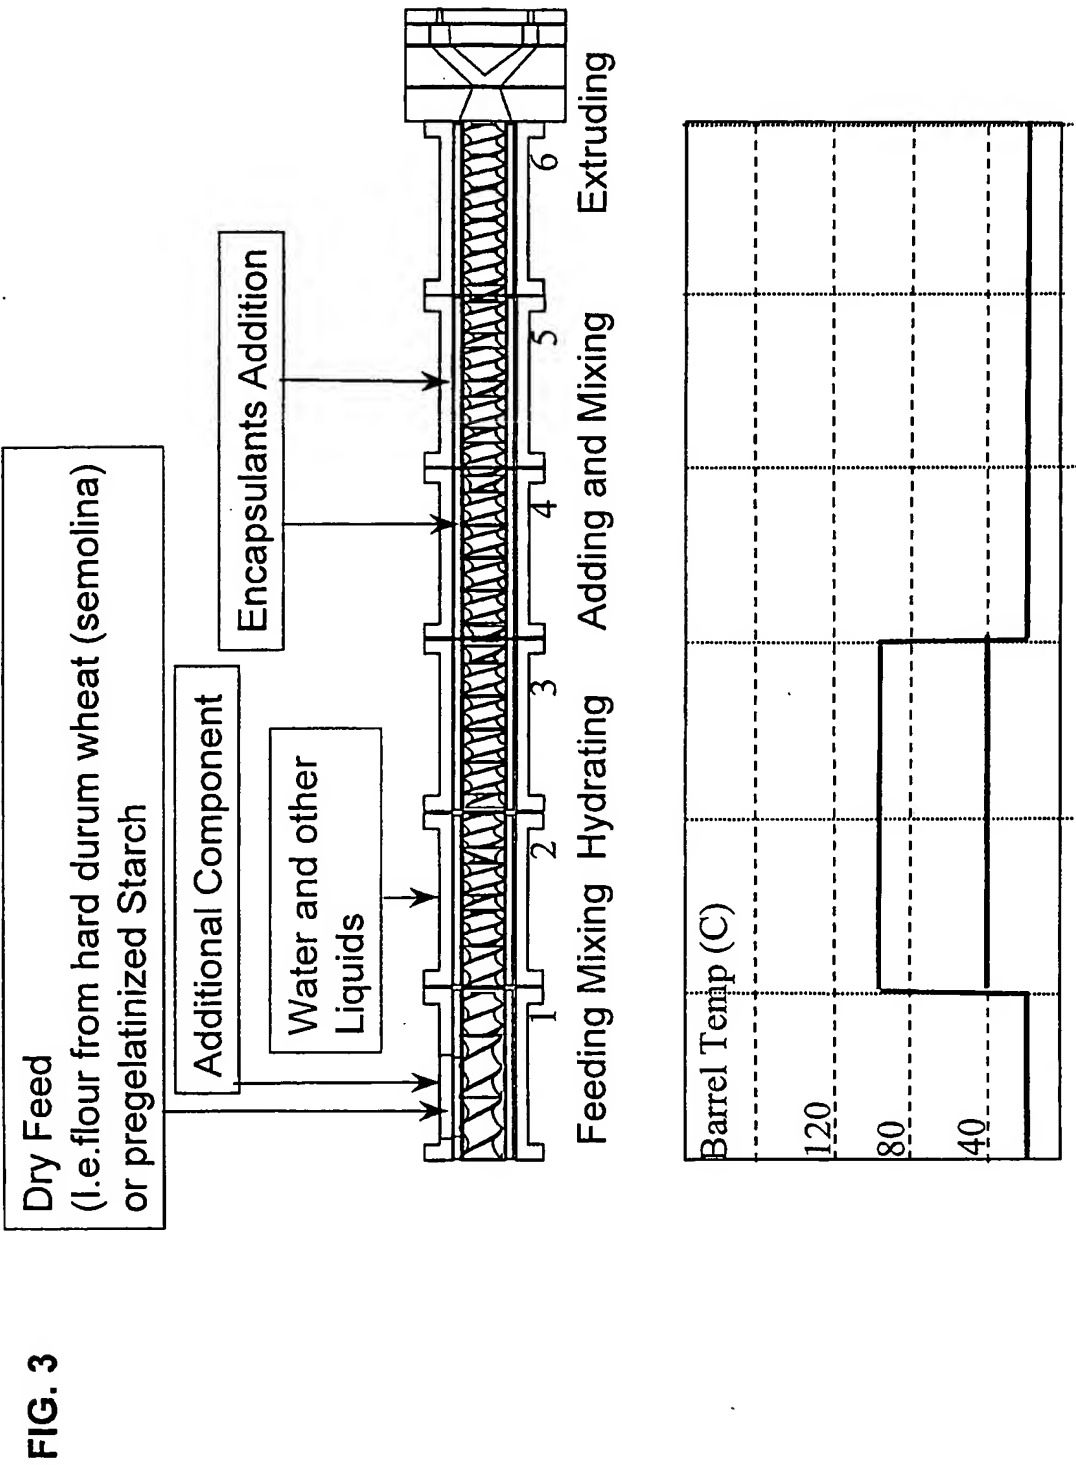 Dry Feed
(I.e.flour from hard durum wheat (semolina)
or pregelatinized Starch
Additional Component
Encapsulants Addition
Water and other
Liquids
1 2 3 4 5 6
Feeding Mixing Hydrating Adding and Mixing Extruding
Barrel Temp (C)
120
80
40
FIG. 3